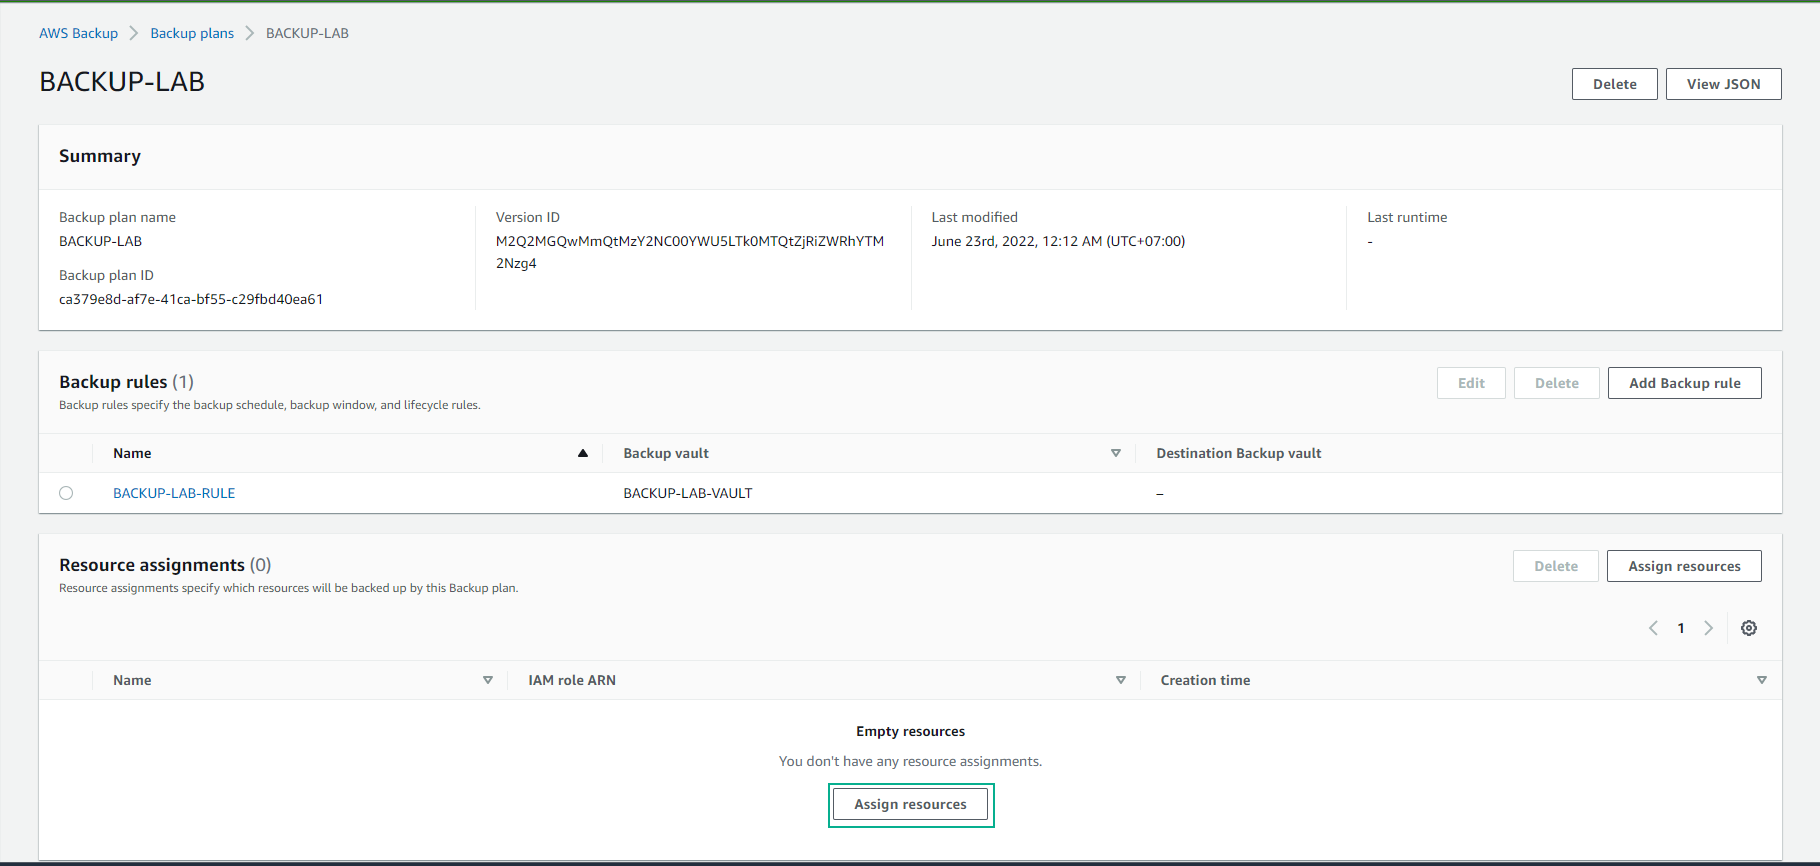 AWS Backup > Backup plans > BACKUP-LAB
BACKUP-LAB
Delete View JSON
Summary
Backup plan name
BACKUP-LAB
Backup plan ID
ca379e8d-af7e-41ca-bf55-c29fbd40ea61
Version ID
M2Q2MGQwMmQtMzY2NC00YWU5LTk0MTQtZjRiZWRhYTM
2Nzg4
Last modified
June 23rd, 2022, 12:12 AM (UTC+07:00)
Last runtime
-
Backup rules (1)
Backup rules specify the backup schedule, backup window, and lifecycle rules.
Edit Delete Add Backup rule
Name Backup vault Destination Backup vault
BACKUP-LAB-RULE BACKUP-LAB-VAULT –
Resource assignments (0)
Resource assignments specify which resources will be backed up by this Backup plan.
Delete Assign resources
< 1 >
Name IAM role ARN Creation time
Empty resources
You don't have any resource assignments.
Assign resources